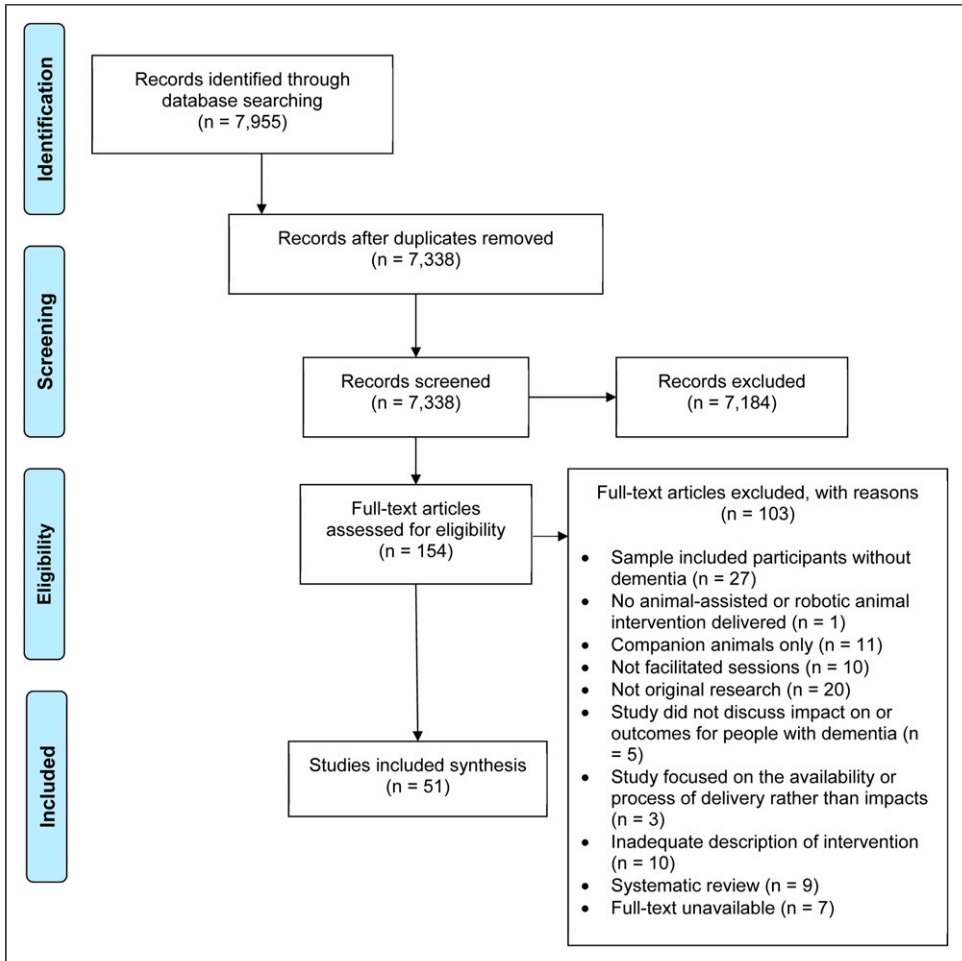 Identification
Records identified through
database searching
(n = 7,955)
Records after duplicates removed
(n = 7,338)
Screening
Records screened
(n = 7,338)
Records excluded
(n = 7,184)
Eligibility
Full-text articles
assessed for eligibility
(n = 154)
Full-text articles excluded, with reasons
(n = 103)
• Sample included participants without
dementia (n = 27)
• No animal-assisted or robotic animal
intervention delivered (n = 1)
• Companion animals only (n = 11)
• Not facilitated sessions (n = 10)
• Not original research (n = 20)
• Study did not discuss impact on or
outcomes for people with dementia (n
= 5)
• Study focused on the availability or
process of delivery rather than impacts
(n = 3)
• Inadequate description of intervention
(n = 10)
• Systematic review (n = 9)
• Full-text unavailable (n = 7)
Included
Studies included synthesis
(n = 51)